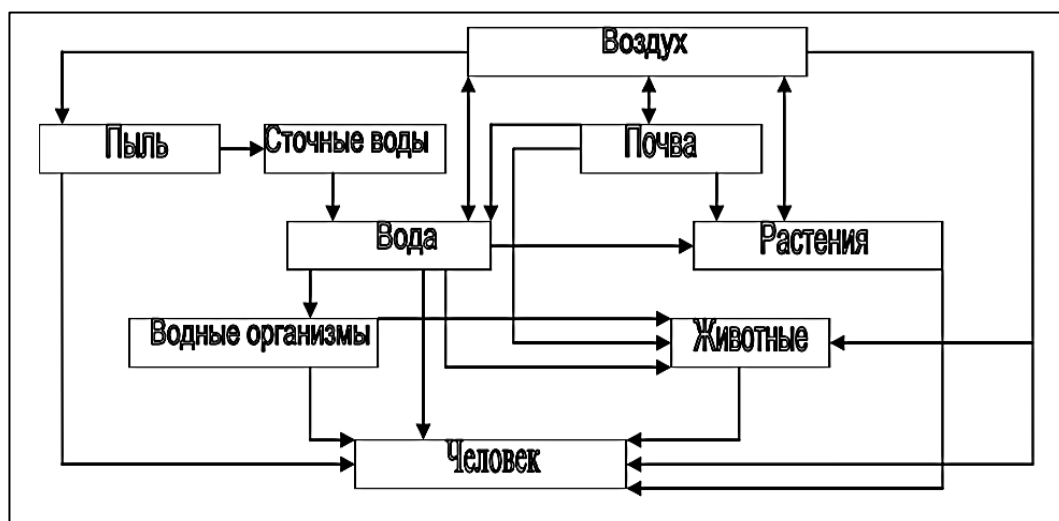 Воздух
Пыль
Сточные воды
Почва
Вода
Растения
Водные организмы
Животные
Человек